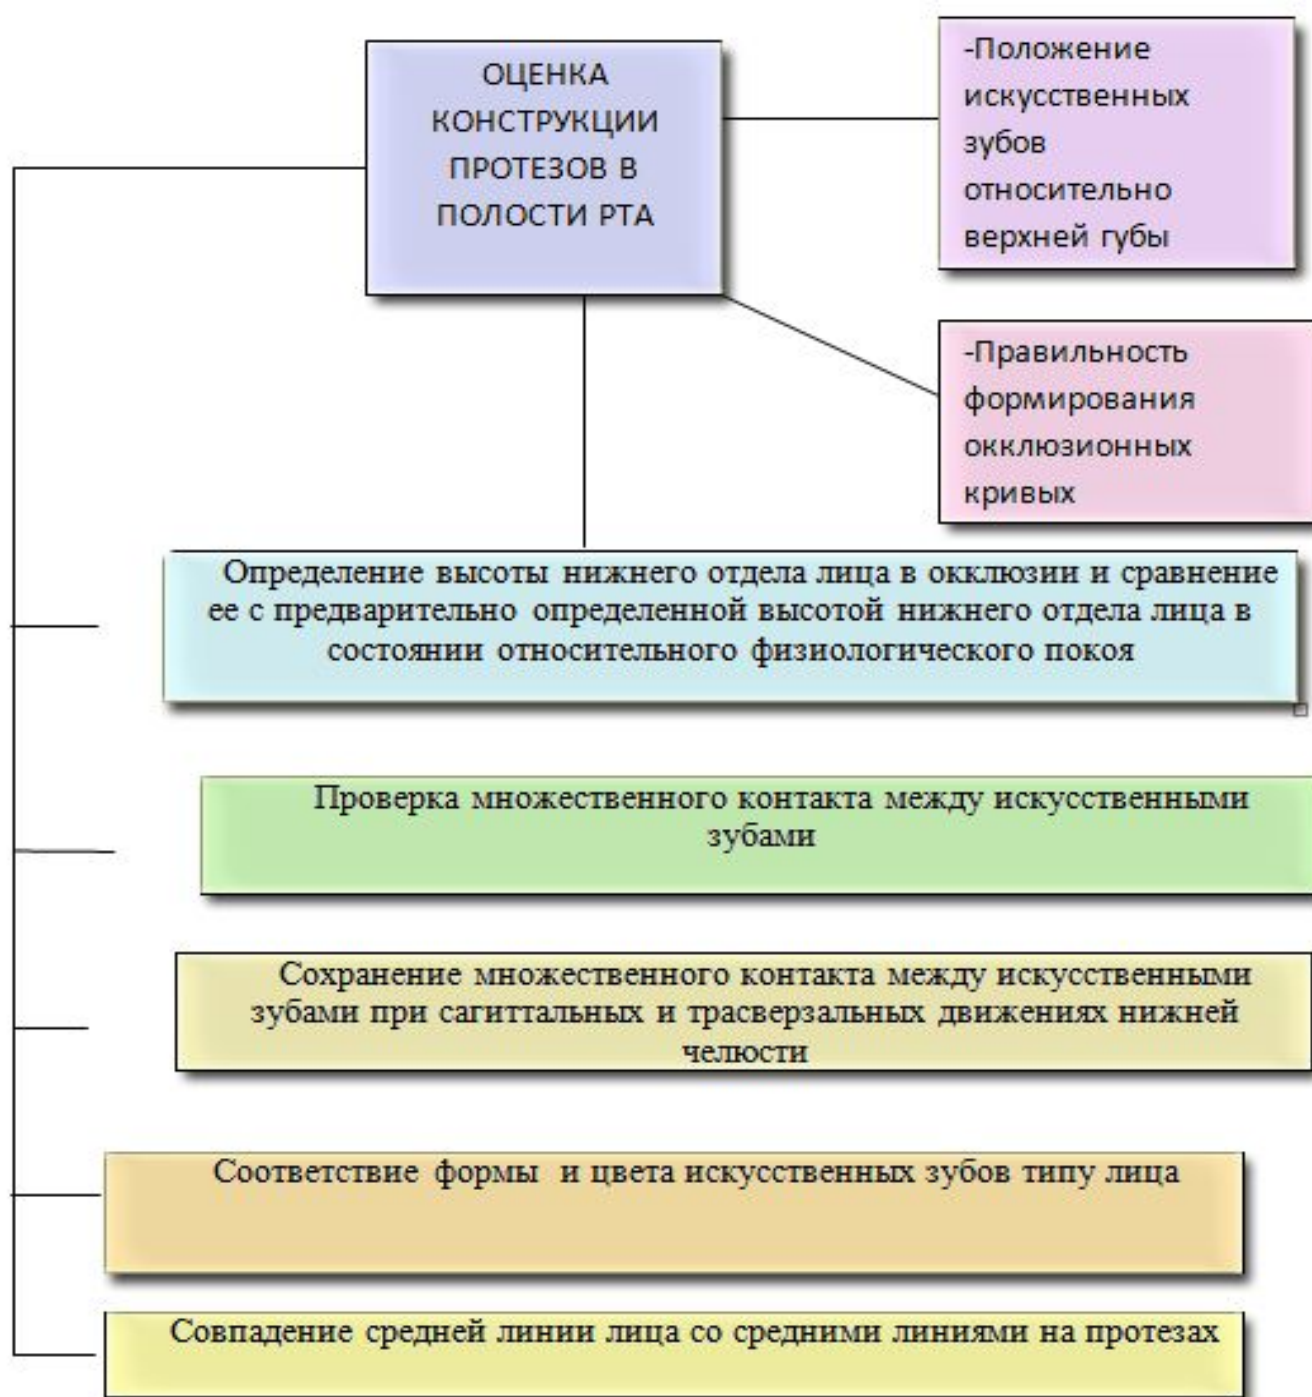 ОЦЕНКА
КОНСТРУКЦИИ
ПРОТЕЗОВ В
ПОЛОСТИ РТА
-Положение
искусственных
зубов
относительно
верхней губы
-Правильность
формирования
окклюзионных
кривых
Определение высоты нижнего отдела лица в окклюзии и сравнение
ее с предварительно определенной высотой нижнего отдела лица в
состоянии относительного физиологического покоя
Проверка множественного контакта между искусственными
зубами
Сохранение множественного контакта между искусственными
зубами при сагиттальных и трасверзальных движениях нижней
челюсти
Соответствие формы и цвета искусственных зубов типу лица
Совпадение средней линии лица со средними линиями на протезах